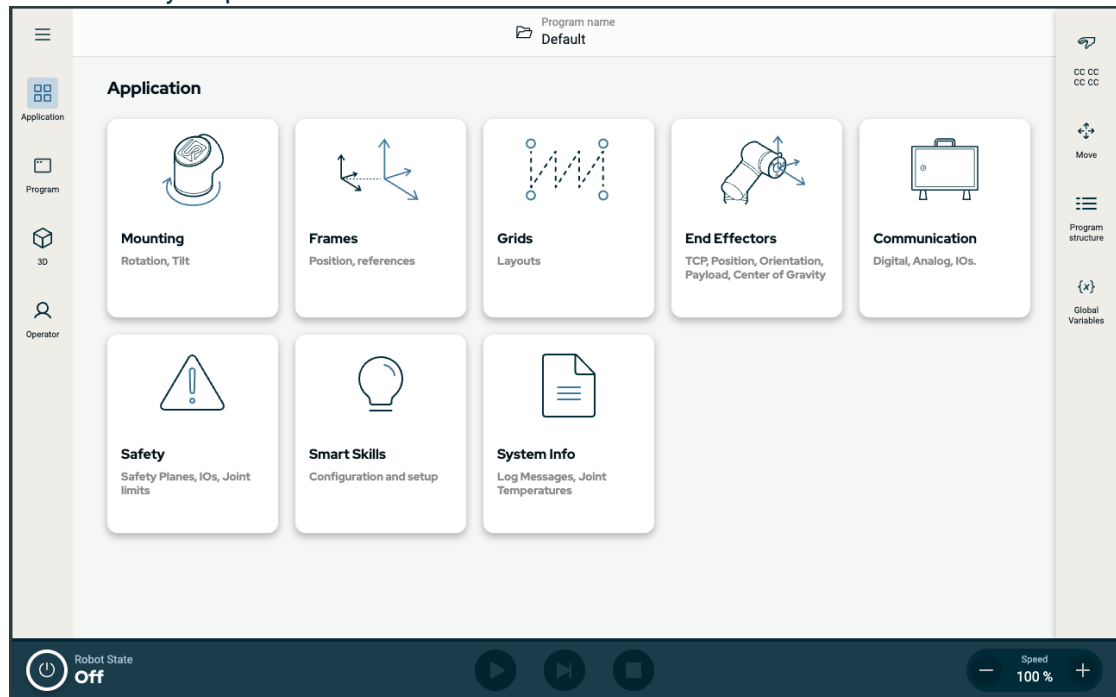 Program name
Default
Application
Program
3D
Operator
Application
Mounting
Rotation, Tilt
Frames
Position, references
Grids
Layouts
End Effectors
TCP, Position, Orientation,
Payload, Center of Gravity
Communication
Digital, Analog, IOs.
Safety
Safety Planes, IOs, Joint
limits
Smart Skills
Configuration and setup
System Info
Log Messages, Joint
Temperatures
CC CC
CC CC
Move
Program
structure
{x}
Global
Variables
Robot State
Off
Speed
100 %